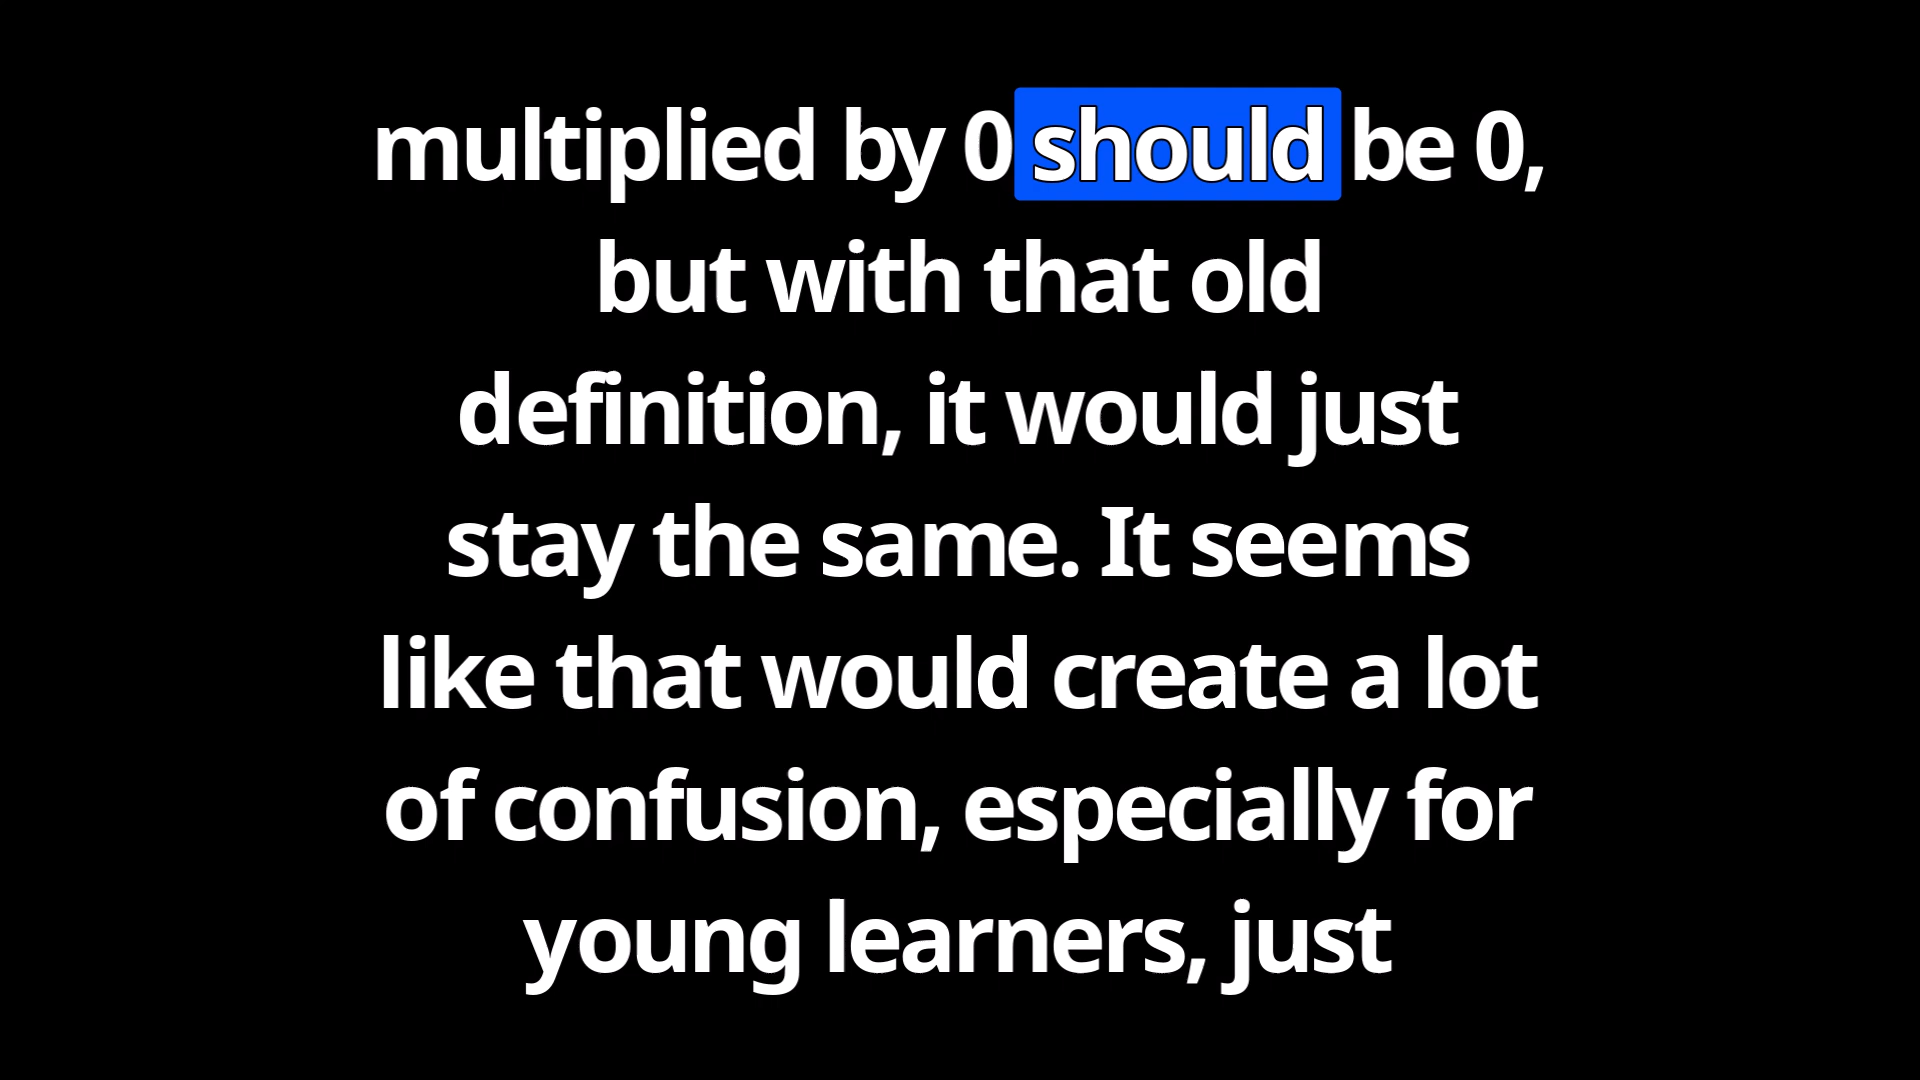 multiplied by 0 should be 0,
but with that old
definition, it would just
stay the same. It seems
like that would create a lot
of confusion, especially for
young learners, just